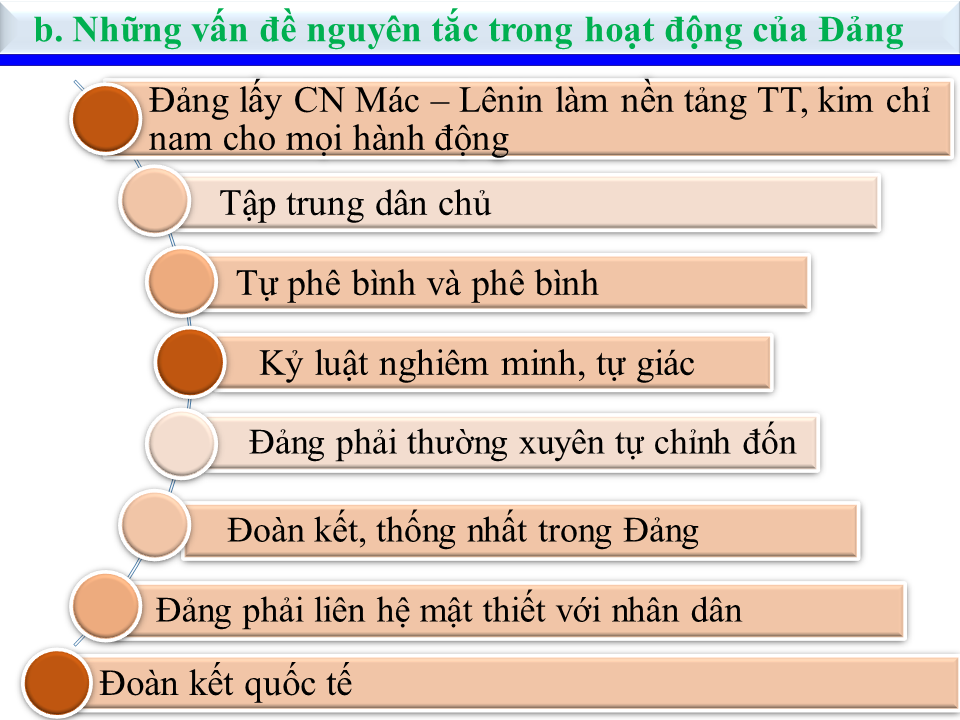 b. Những vấn đề nguyên tắc trong hoạt động của Đảng
Đảng lấy CN Mác – Lênin làm nền tảng TT, kim chỉ
nam cho mọi hành động
Tập trung dân chủ
Tự phê bình và phê bình
Kỷ luật nghiêm minh, tự giác
Đảng phải thường xuyên tự chỉnh đốn
Đoàn kết, thống nhất trong Đảng
Đảng phải liên hệ mật thiết với nhân dân
Đoàn kết quốc tế